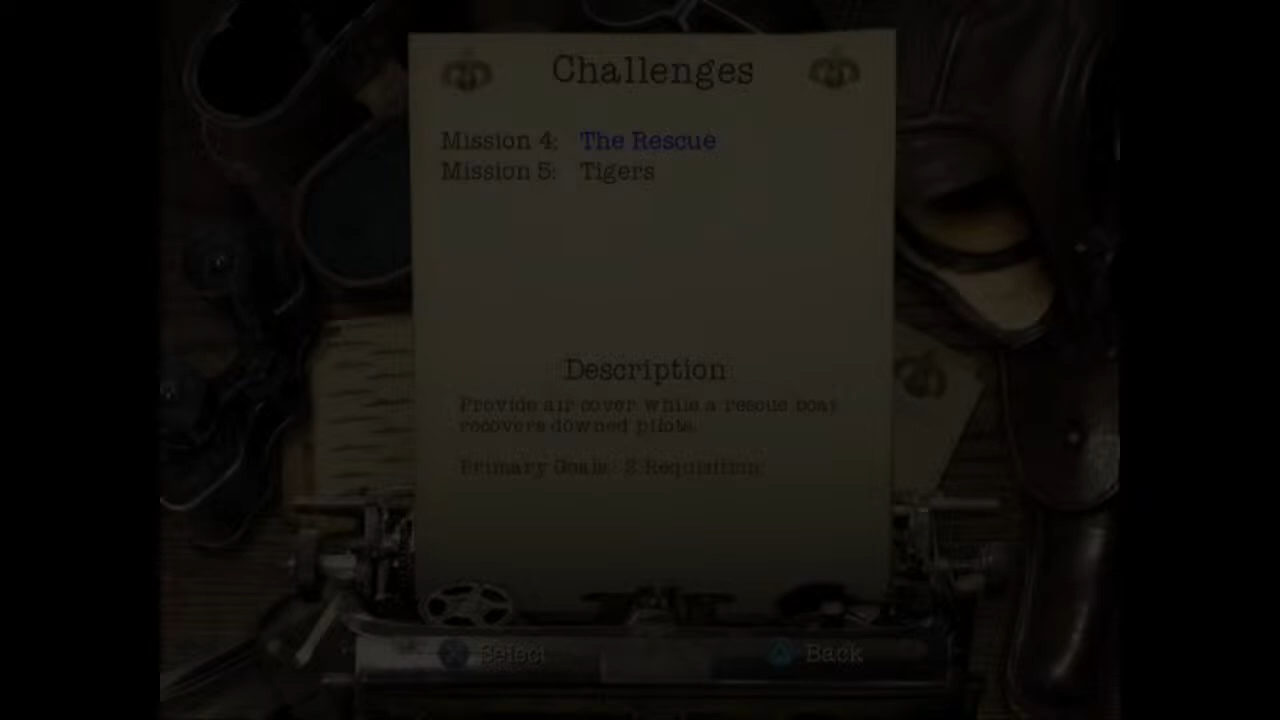 Challenges
Mission 4: The Rescue
Mission 5: Tigers
Description
Provide air cover while a rescue boat
recovers downed pilots.
Primary Goals: 2 Requisition:
Select
Back